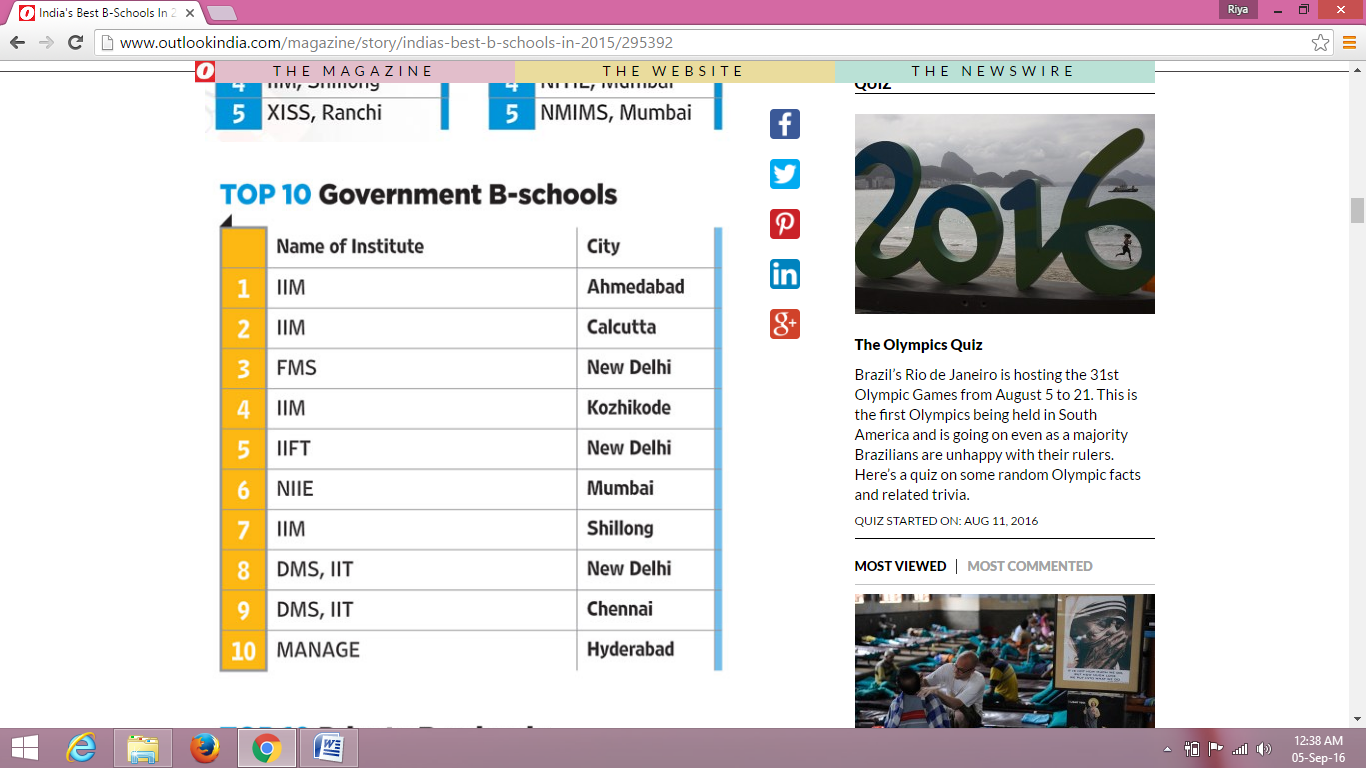 India's Best B-Schools In 2
Riya
www.outlookindia.com/magazine/story/indias-best-b-schools-in-2015/295392
THE MAGAZINE THE WEBSITE THE NEWSWIRE
4 IIM, Shillong 4 NITIE, Mumbai
5 XISS, Ranchi 5 NMIMS, Mumbai
TOP 10 Government B-schools
Name of Institute City
1 IIM Ahmedabad
2 IIM Calcutta
3 FMS New Delhi
4 IIM Kozhikode
5 IIFT New Delhi
6 NIIE Mumbai
7 IIM Shillong
8 DMS, IIT New Delhi
9 DMS, IIT Chennai
10 MANAGE Hyderabad
QUIZ
2016
The Olympics Quiz
Brazil's Rio de Janeiro is hosting the 31st
Olympic Games from August 5 to 21. This is
the first Olympics being held in South
America and is going on even as a majority
Brazilians are unhappy with their rulers.
Here's a quiz on some random Olympic facts
and related trivia.
QUIZ STARTED ON: AUG 11, 2016
MOST VIEWED | MOST COMMENTED
12:38 AM
05-Sep-16